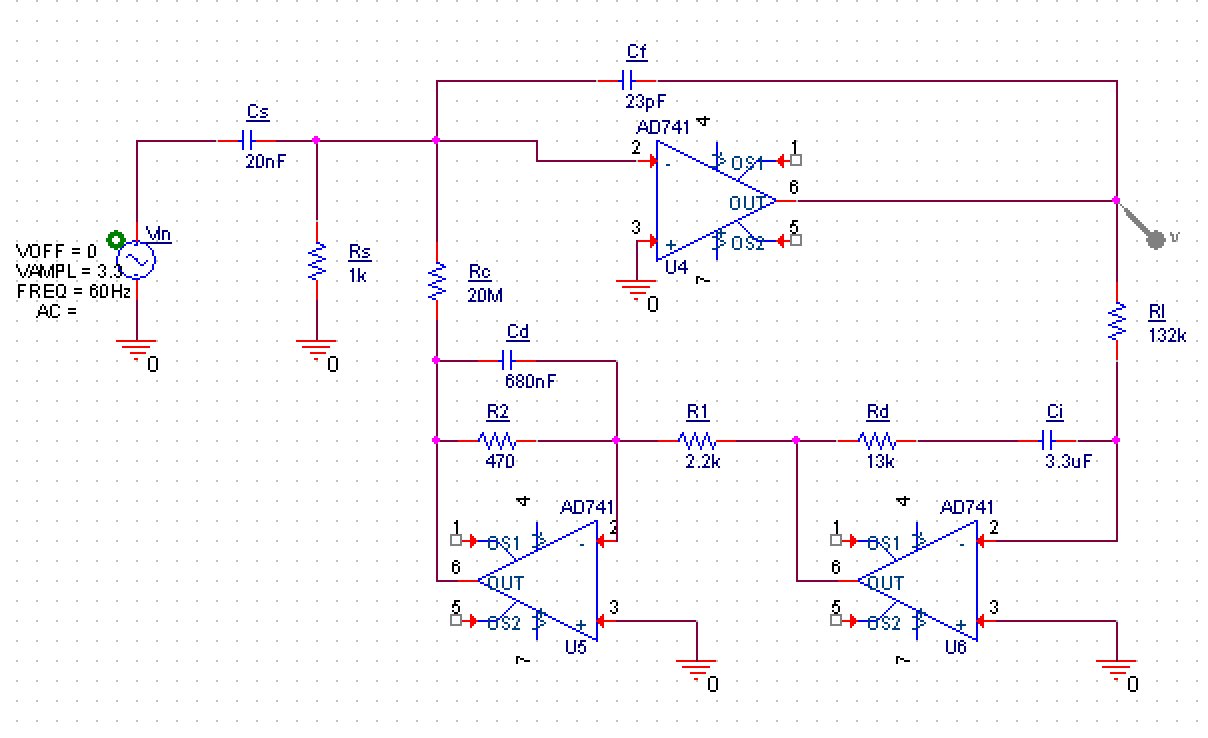 Cf
23pF
Cs
20nF
AD741
4
2
-
OS1
1
6
OUT
3
+
OS2
5
U4
7
0
Vin
VOFF = 0
VAMPL = 3.3
FREQ = 60Hz
AC =
0
Rs
1k
0
Rc
20M
V
RI
132k
Cd
680nF
R2
470
R1
2.2k
Rd
13k
Ci
3.3uF
AD741
4
1
OS1
2
-
6
OUT
5
OS2
3
+
U5
7
0
AD741
4
1
OS1
2
-
6
OUT
5
OS2
3
+
U6
7
0